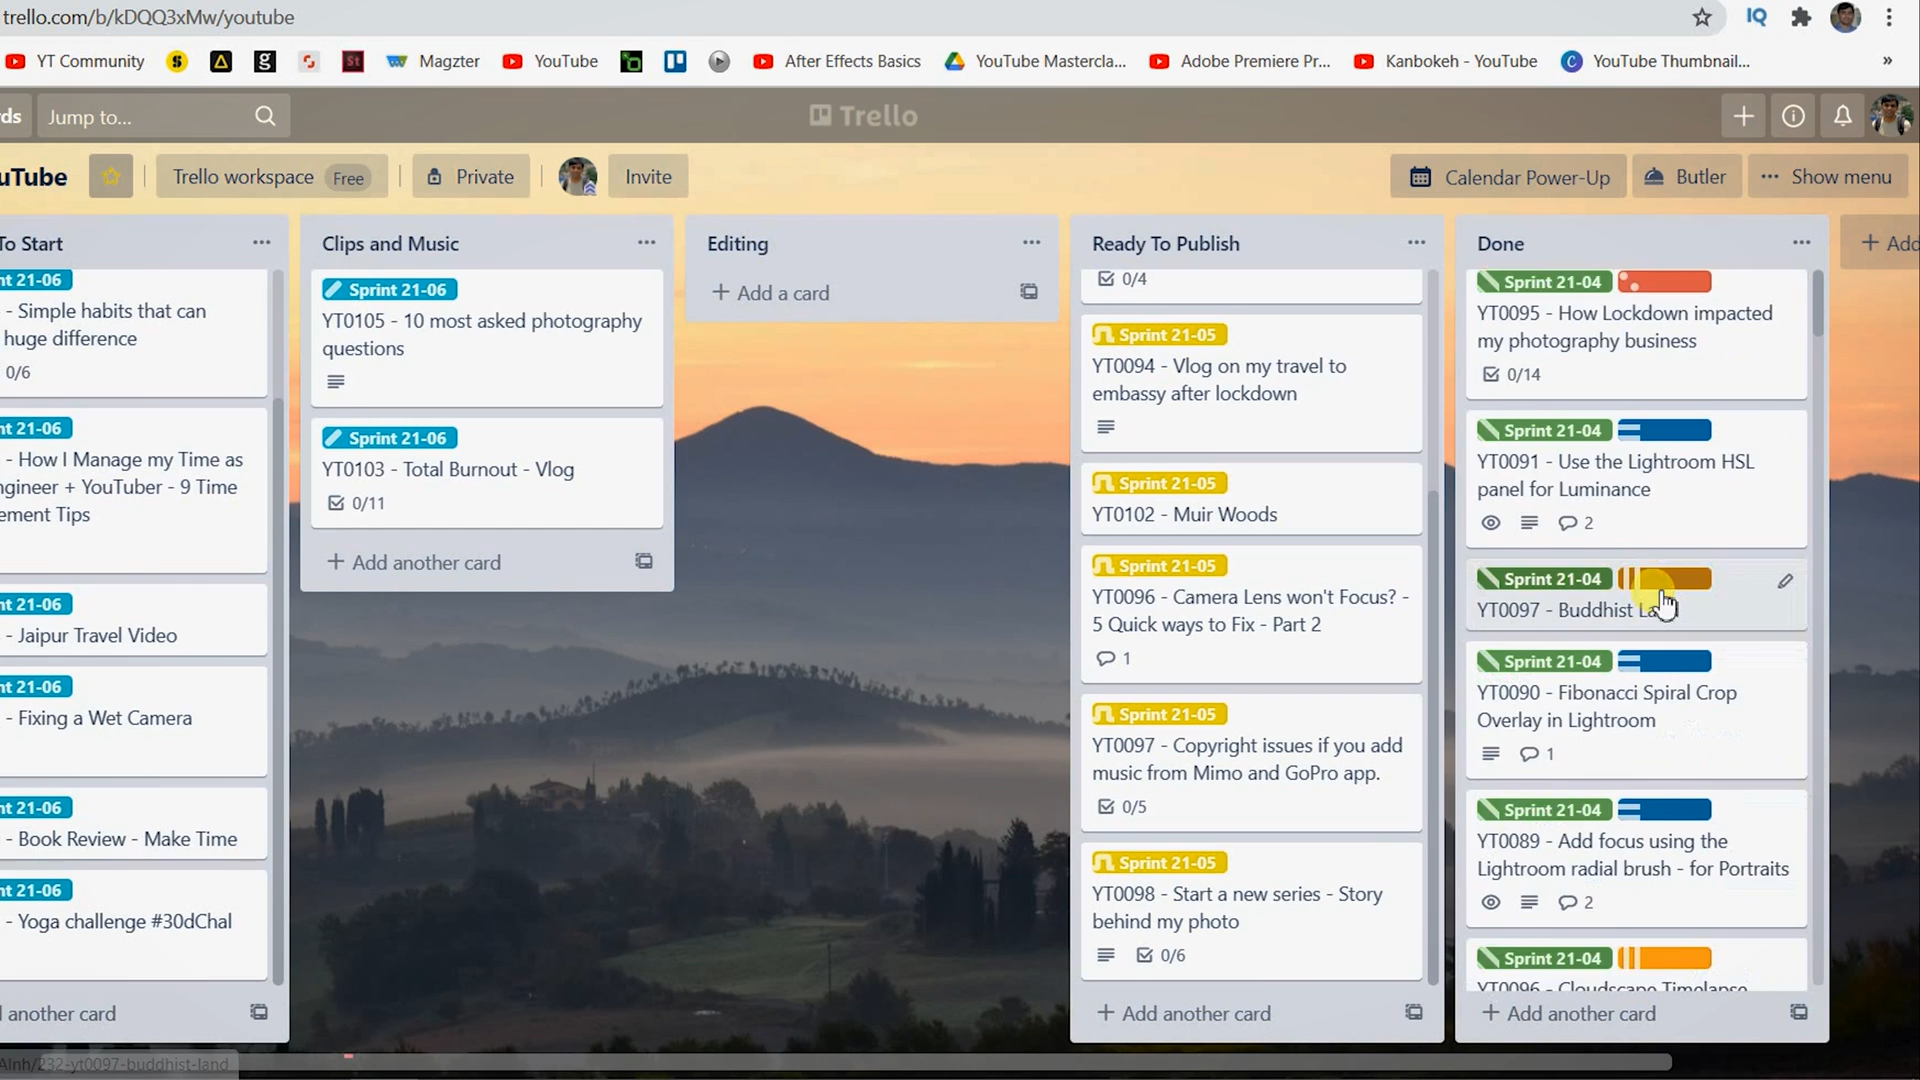 trello.com/b/kDQQ3xMw/youtube
IQ
YT Community
Magzter
YouTube
After Effects Basics
YouTube Mastercla...
Adobe Premiere Pr...
Kanbokeh - YouTube
YouTube Thumbnail...
»
ds
Jump to...
Trello
uTube
Trello workspace Free
Private
Invite
Calendar Power-Up
Butler
Show menu
To Start
nt 21-06
- Simple habits that can
huge difference
0/6
nt 21-06
- How I Manage my Time as
ngineer + YouTuber - 9 Time
ement Tips
nt 21-06
- Jaipur Travel Video
nt 21-06
- Fixing a Wet Camera
nt 21-06
- Book Review - Make Time
nt 21-06
- Yoga challenge #30dChal
another card
Clips and Music
Sprint 21-06
YT0105 - 10 most asked photography
questions
Sprint 21-06
YT0103 - Total Burnout - Vlog
0/11
+ Add another card
Editing
+ Add a card
Ready To Publish
0/4
Sprint 21-05
YT0094 - Vlog on my travel to
embassy after lockdown
Sprint 21-05
YT0102 - Muir Woods
Sprint 21-05
YT0096 - Camera Lens won't Focus? -
5 Quick ways to Fix - Part 2
1
Sprint 21-05
YT0097 - Copyright issues if you add
music from Mimo and GoPro app.
0/5
Sprint 21-05
YT0098 - Start a new series - Story
behind my photo
0/6
+ Add another card
Done
Sprint 21-04
YT0095 - How Lockdown impacted
my photography business
0/14
Sprint 21-04
YT0091 - Use the Lightroom HSL
panel for Luminance
2
Sprint 21-04
YT0097 - Buddhist
Sprint 21-04
YT0090 - Fibonacci Spiral Crop
Overlay in Lightroom
1
Sprint 21-04
YT0089 - Add focus using the
Lightroom radial brush - for Portraits
2
Sprint 21-04
YT0096 - Cloudscape Timelapse
+ Add another card
+ Add
/232-yt0097-buddhist-land